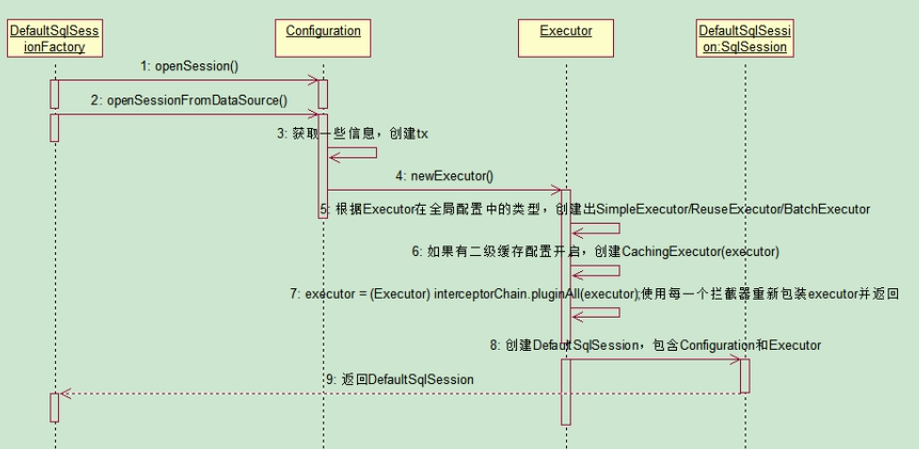 DefaultSqlSess
ionFactory
Configuration
Executor
DefaultSqlSessi
on:SqlSession
1: openSession()
2: openSessionFromDataSource()
3: 获取一些信息，创建tx
4: newExecutor()
5: 根据Executor在全局配置中的类型，创建出SimpleExecutor/ReuseExecutor/BatchExecutor
6: 如果有二级缓存配置开启，创建CachingExecutor(executor)
7: executor = (Executor) interceptorChain.pluginAll(executor);使用每一个拦截器重新包装executor并返回
8: 创建DefaultSqlSession，包含Configuration和Executor
9: 返回DefaultSqlSession